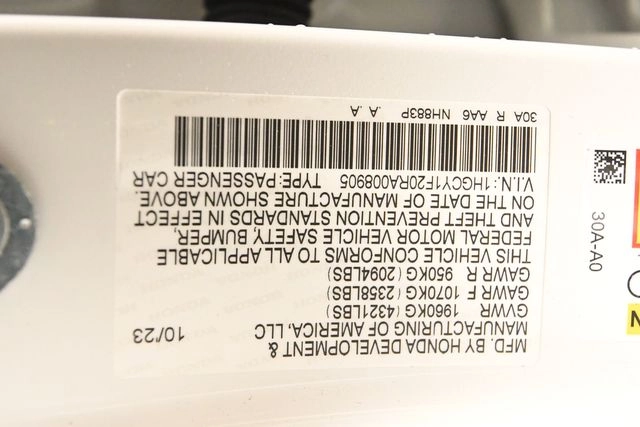 MFD. BY HONDA DEVELOPMENT &
MANUFACTURING OF AMERICA, LLC 10/23
GVWR 1960KG (4321LBS)
GAWR F 1070KG (2358LBS)
GAWR R 950KG (2094LBS)
THIS VEHICLE CONFORMS TO ALL APPLICABLE
FEDERAL MOTOR VEHICLE SAFETY, BUMPER,
AND THEFT PREVENTION STANDARDS IN EFFECT
ON THE DATE OF MANUFACTURE SHOWN ABOVE.
V.I.N.:1HGCY1F20RA008905 TYPE:PASSENGER CAR
30A R AA6 NH883P .A .A
30A-A0